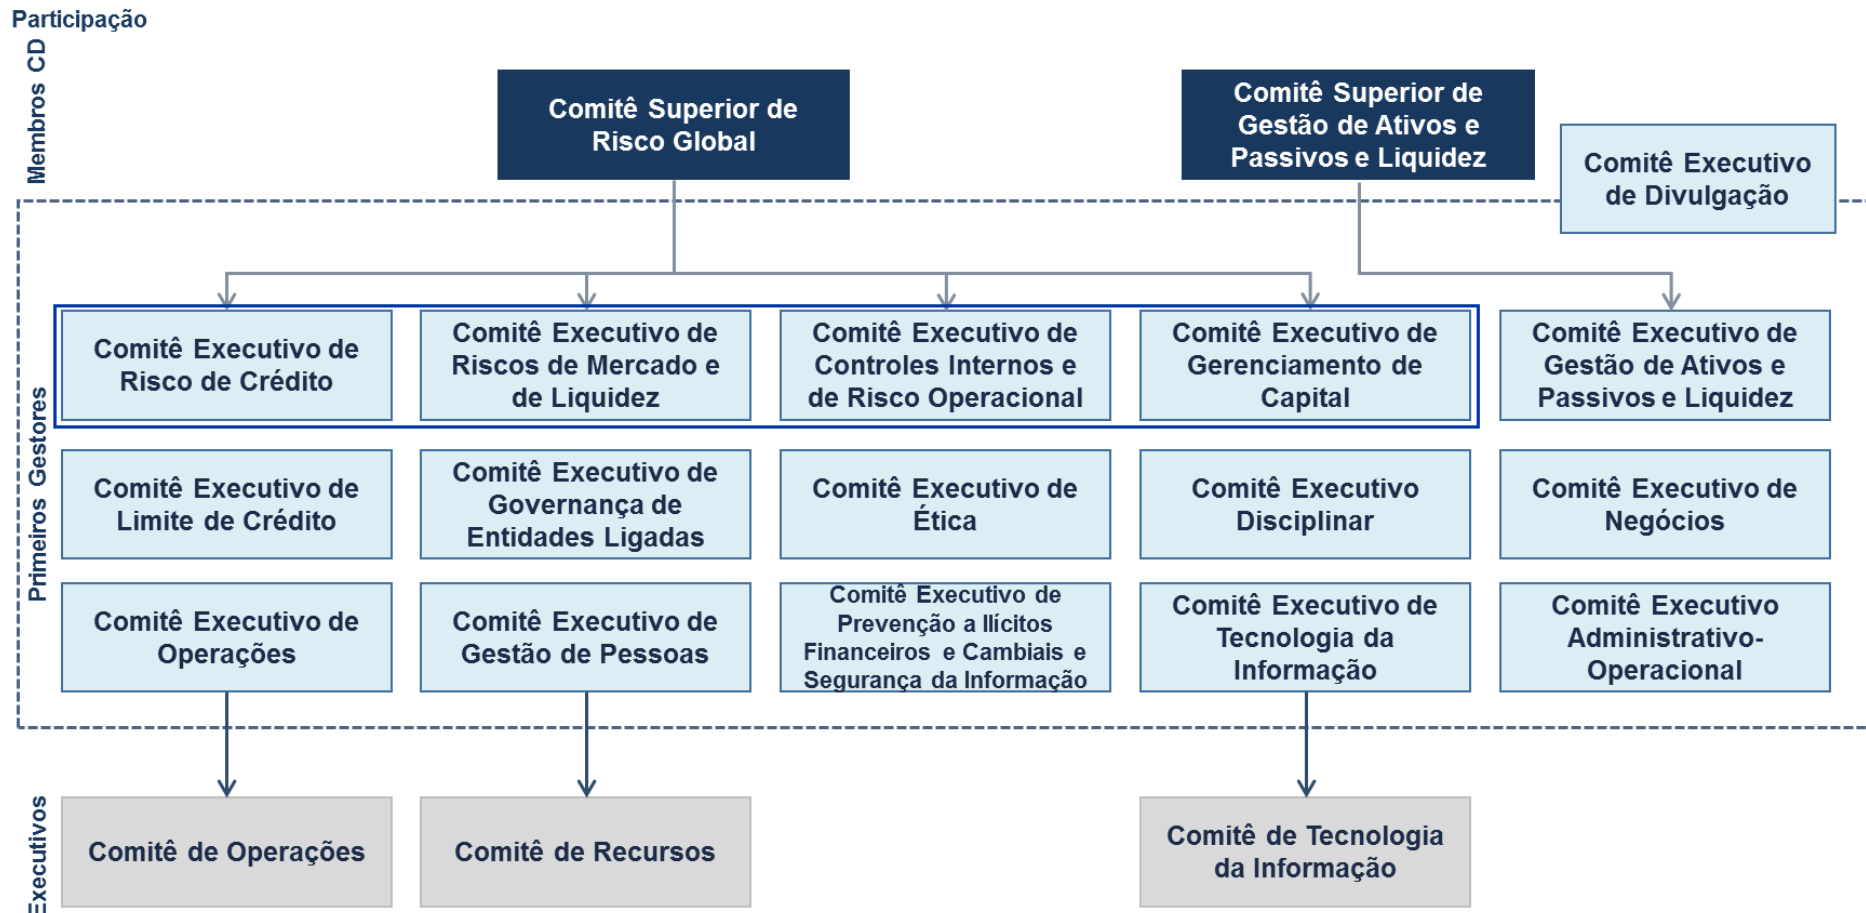 Participação
Membros CD
Comitê Superior de
Risco Global
Comitê Superior de
Gestão de Ativos e
Passivos e Liquidez
Comitê Executivo
de Divulgação
Primeiros Gestores
Comitê Executivo de
Risco de Crédito
Comitê Executivo de
Riscos de Mercado e
de Liquidez
Comitê Executivo de
Controles Internos e
de Risco Operacional
Comitê Executivo de
Gerenciamento de
Capital
Comitê Executivo de
Gestão de Ativos e
Passivos e Liquidez
Comitê Executivo de
Limite de Crédito
Comitê Executivo de
Governança de
Entidades Ligadas
Comitê Executivo de
Ética
Comitê Executivo
Disciplinar
Comitê Executivo de
Negócios
Comitê Executivo de
Operações
Comitê Executivo de
Gestão de Pessoas
Comitê Executivo de
Prevenção a Ilícitos
Financeiros e Cambiais e
Segurança da Informação
Comitê Executivo de
Tecnologia da
Informação
Comitê Executivo
Administrativo-
Operacional
Executivos
Comitê de Operações
Comitê de Recursos
Comitê de Tecnologia
da Informação